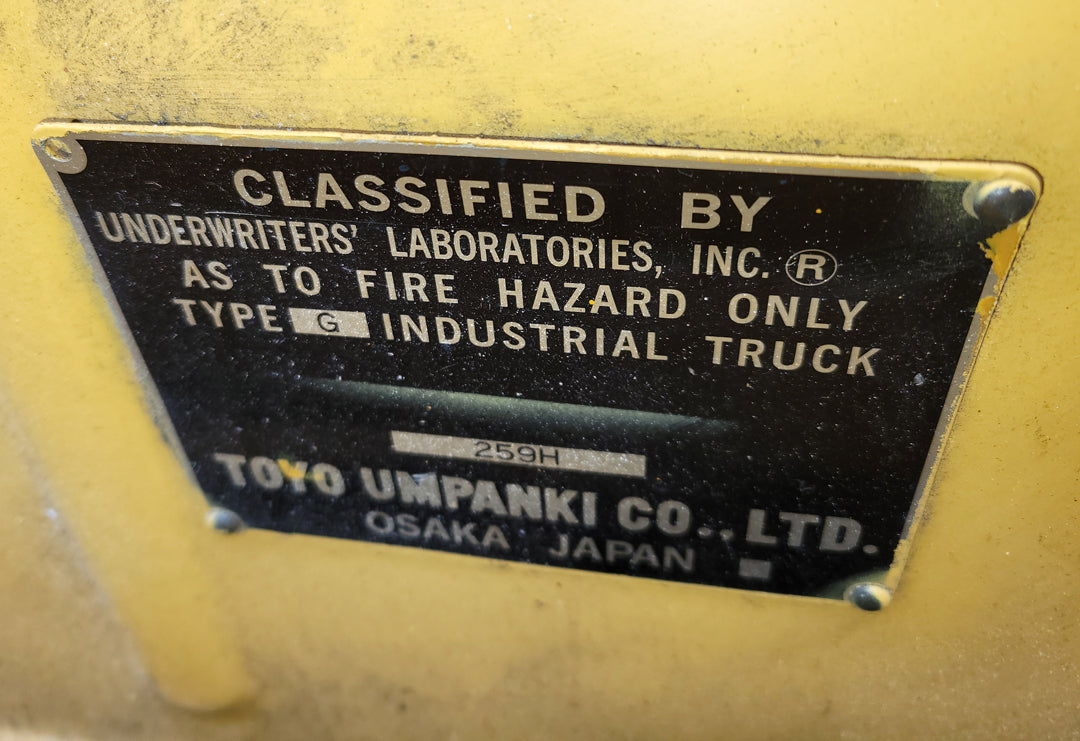 CLASSIFIED BY
UNDERWRITERS' LABORATORIES, INC.®
AS TO FIRE HAZARD ONLY
TYPE G INDUSTRIAL TRUCK
259H
TOYO UMPANKI CO.,LTD.
OSAKA JAPAN